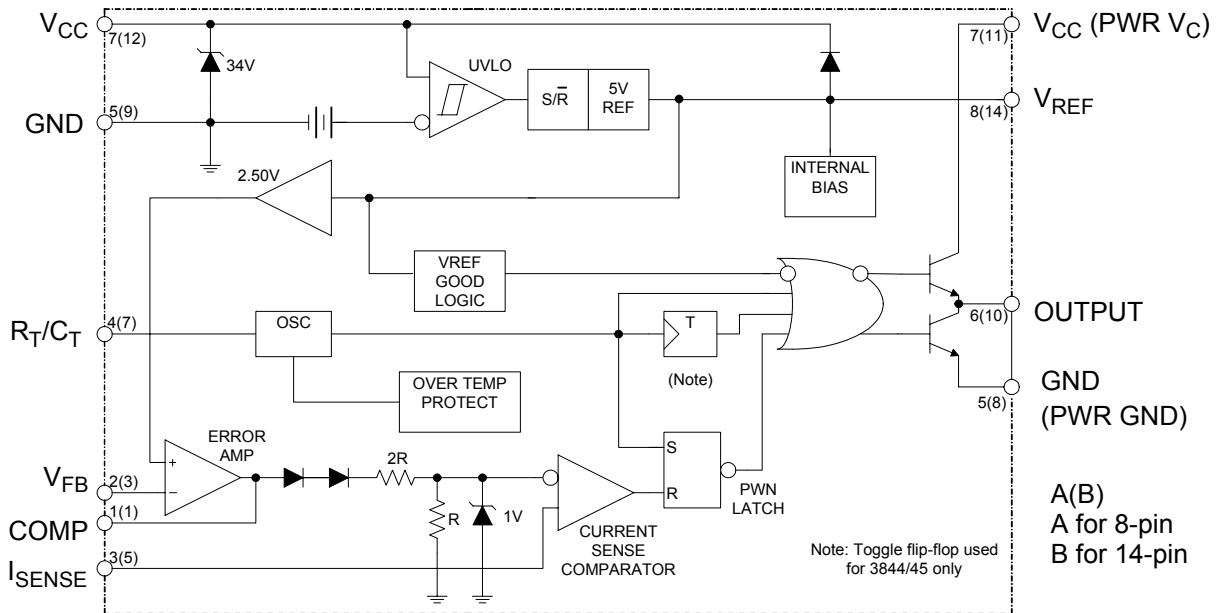 VCC
7(12)
34V
UVLO
S/R̅
5V
REF
7(11)
VCC (PWR VC)
8(14)
VREF
5(9)
GND
INTERNAL
BIAS
2.50V
VREF
GOOD
LOGIC
RT/CT
4(7)
OSC
T
(Note)
6(10)
OUTPUT
OVER TEMP
PROTECT
5(8)
GND
(PWR GND)
ERROR
AMP
+
−
2R
R
1V
S
R
PWN
LATCH
VFB
2(3)
COMP
1(1)
ISENSE
3(5)
CURRENT
SENSE
COMPARATOR
Note: Toggle flip-flop used
for 3844/45 only
A(B)
A for 8-pin
B for 14-pin